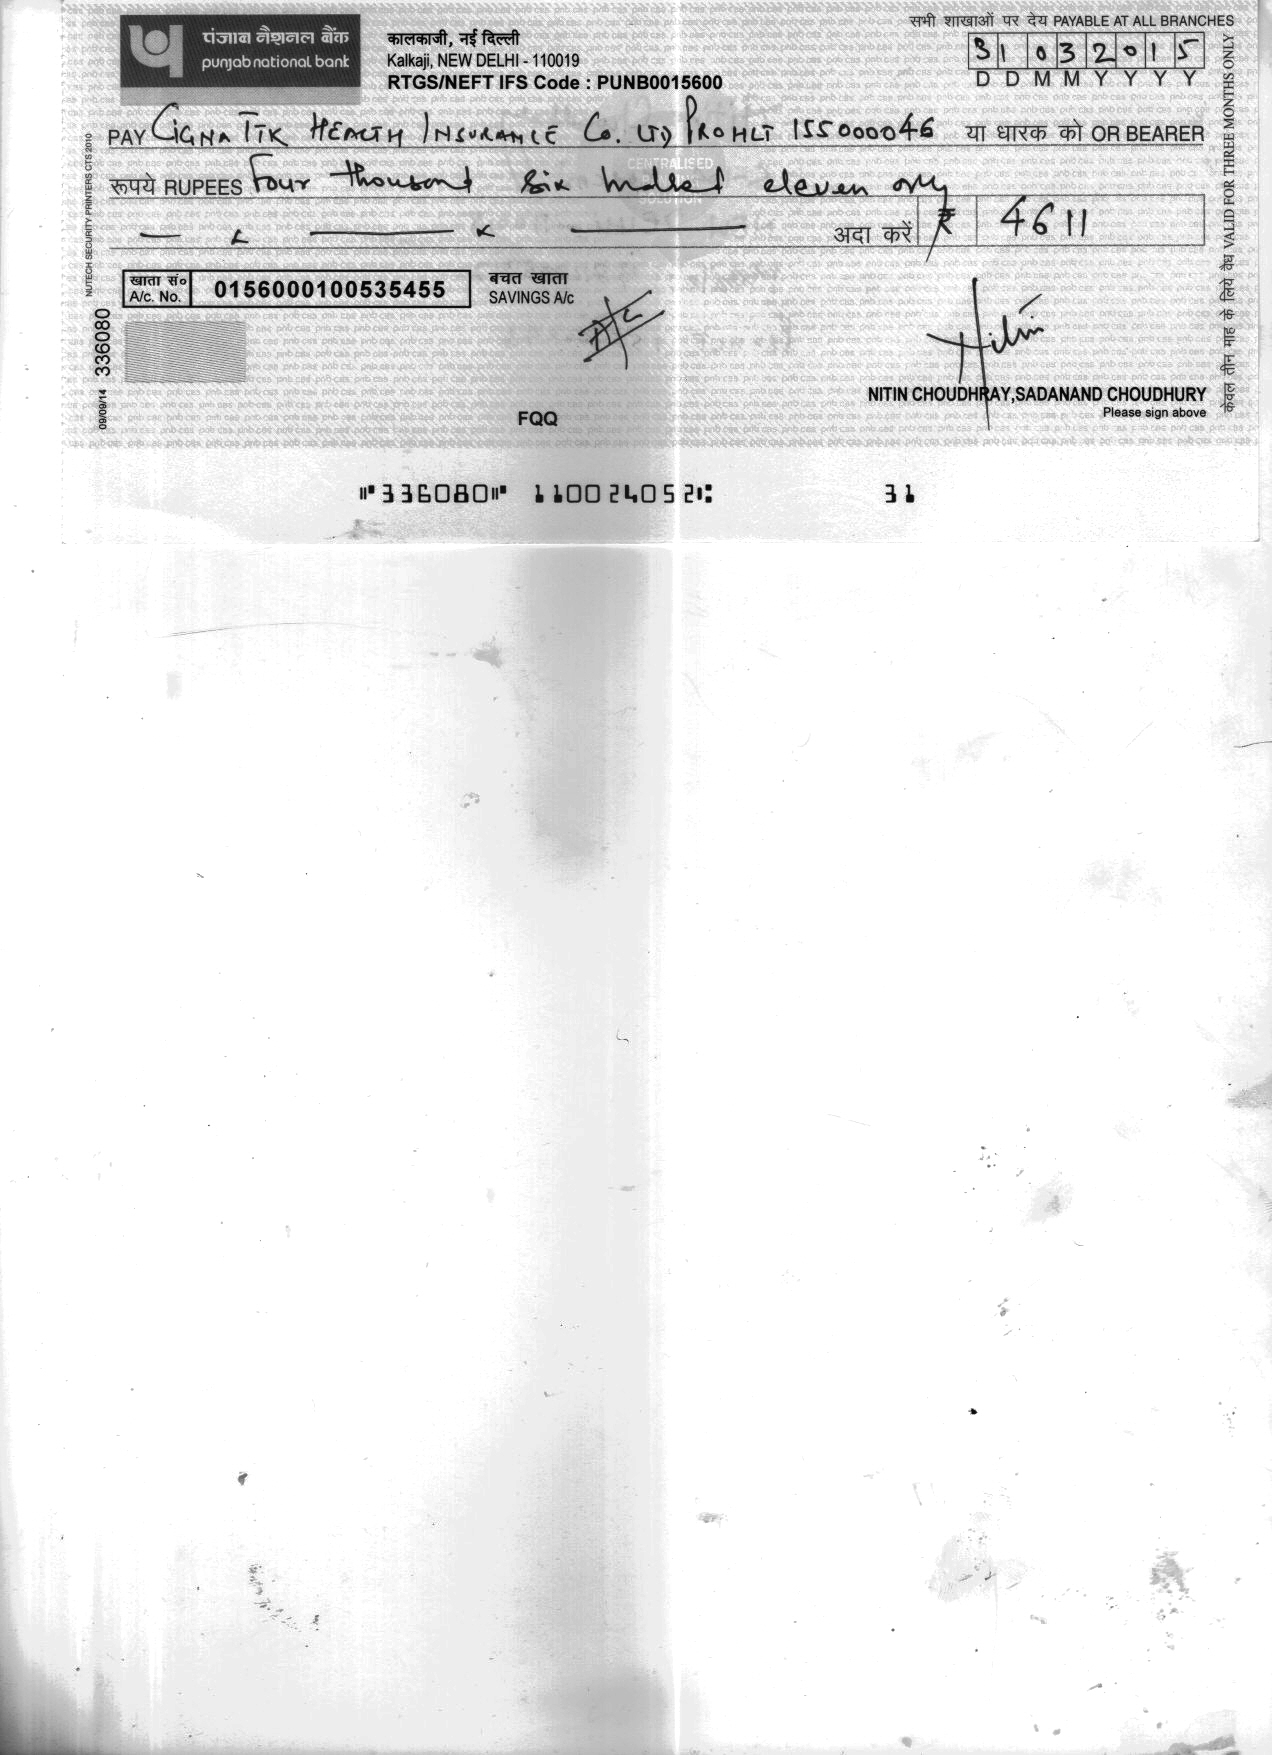 पंजाब नैशनल बैंक
punjab national bank
कालकाजी, नई दिल्ली
Kalkaji, NEW DELHI - 110019
RTGS/NEFT IFS Code : PUNB0015600
सभी शाखाओं पर देय PAYABLE AT ALL BRANCHES
31032015
D D M M Y Y Y Y
PAY CIGNA TTK HEALTH INSURANCE Co. LTD PROHLT 155000046 या धारक को OR BEARER
CENTRALISED
SOLUTION
रूपये RUPEES Four thousand six hundred eleven only
अदा करें ₹ 4611
खाता सं०
A/c. No.
0156000100535455
बचत खाता
SAVINGS A/c
A/C
Nitin
NITIN CHOUDHRAY,SADANAND CHOUDHURY
Please sign above
FQQ
NUTECH SECURITY PRINTERS CTS 2010
336080
09/09/14
केवल तीन माह के लिये वैध VALID FOR THREE MONTHS ONLY
⑈336080⑈ 110024052⑆ 31